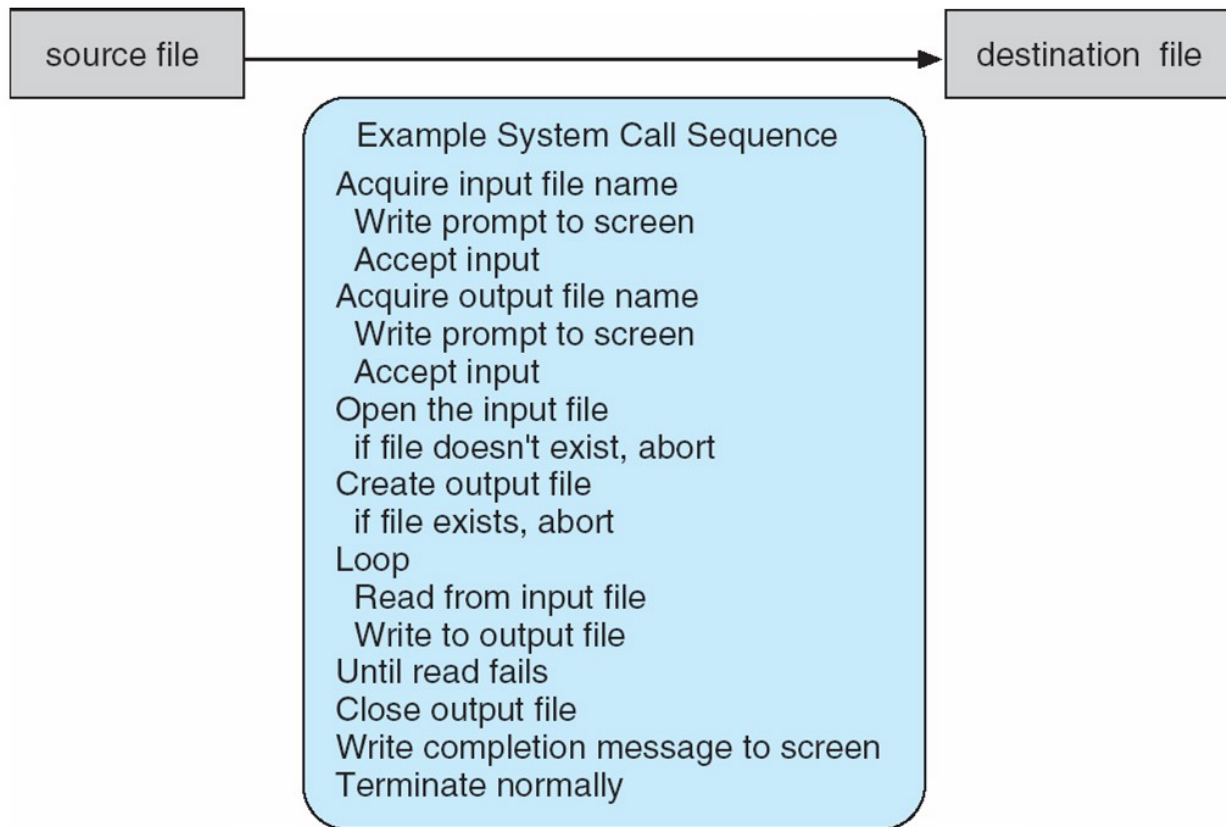 source file
destination file
Example System Call Sequence
Acquire input file name
Write prompt to screen
Accept input
Acquire output file name
Write prompt to screen
Accept input
Open the input file
if file doesn't exist, abort
Create output file
if file exists, abort
Loop
Read from input file
Write to output file
Until read fails
Close output file
Write completion message to screen
Terminate normally